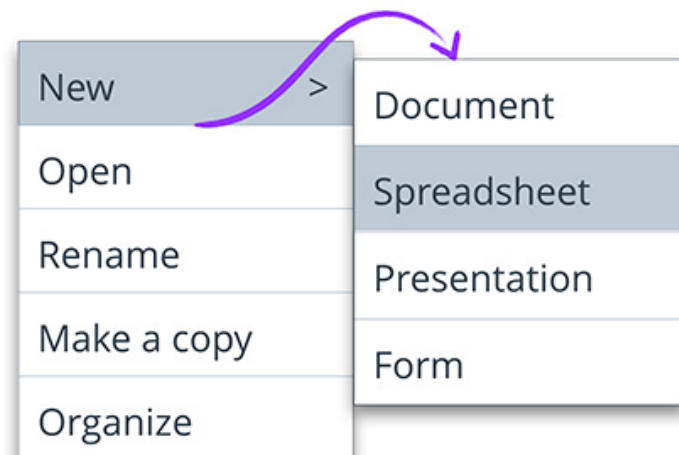 New >
Open
Rename
Make a copy
Organize
Document
Spreadsheet
Presentation
Form